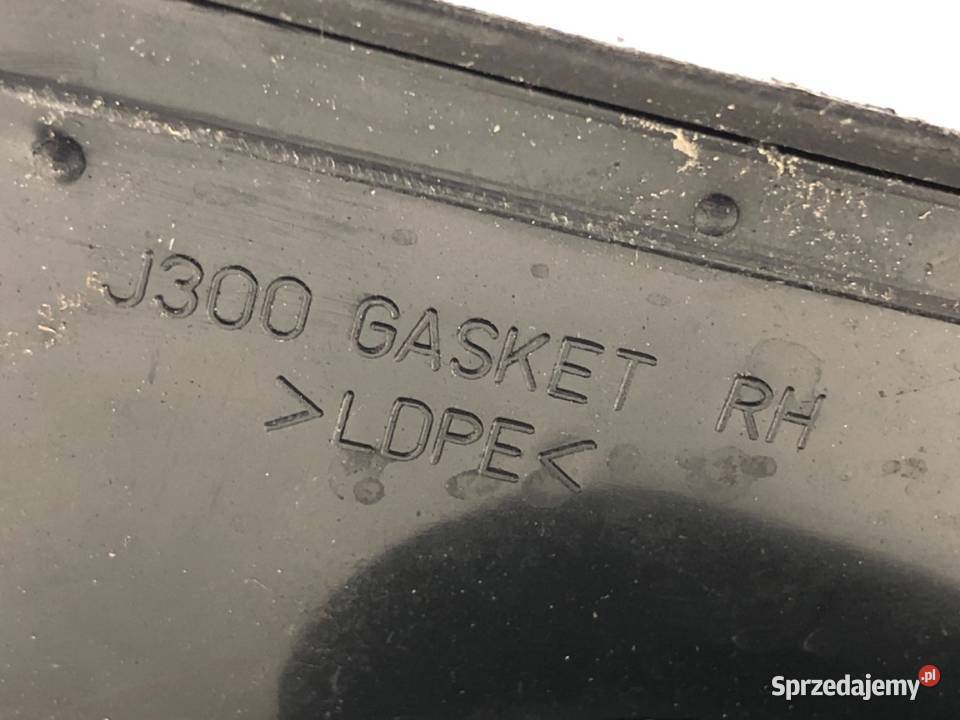 J300 GASKET RH
>LDPE<
Sprzedajemy.pl